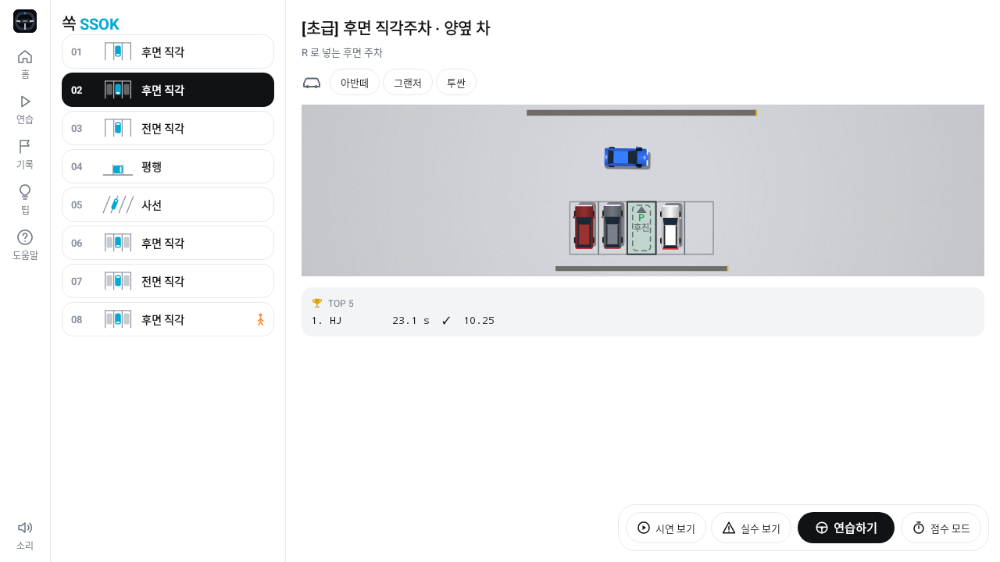 쏙 SSOK
홈
연습
기록
팁
도움말
소리
01 후면 직각
02 후면 직각
03 전면 직각
04 평행
05 사선
06 후면 직각
07 전면 직각
08 후면 직각
[초급] 후면 직각주차 · 양옆 차
R 로 넣는 후면 주차
아반떼 그랜저 투싼
P
후진
TOP 5
1. HJ 23.1 s ✓ 10.25
시연 보기 실수 보기 연습하기 점수 모드